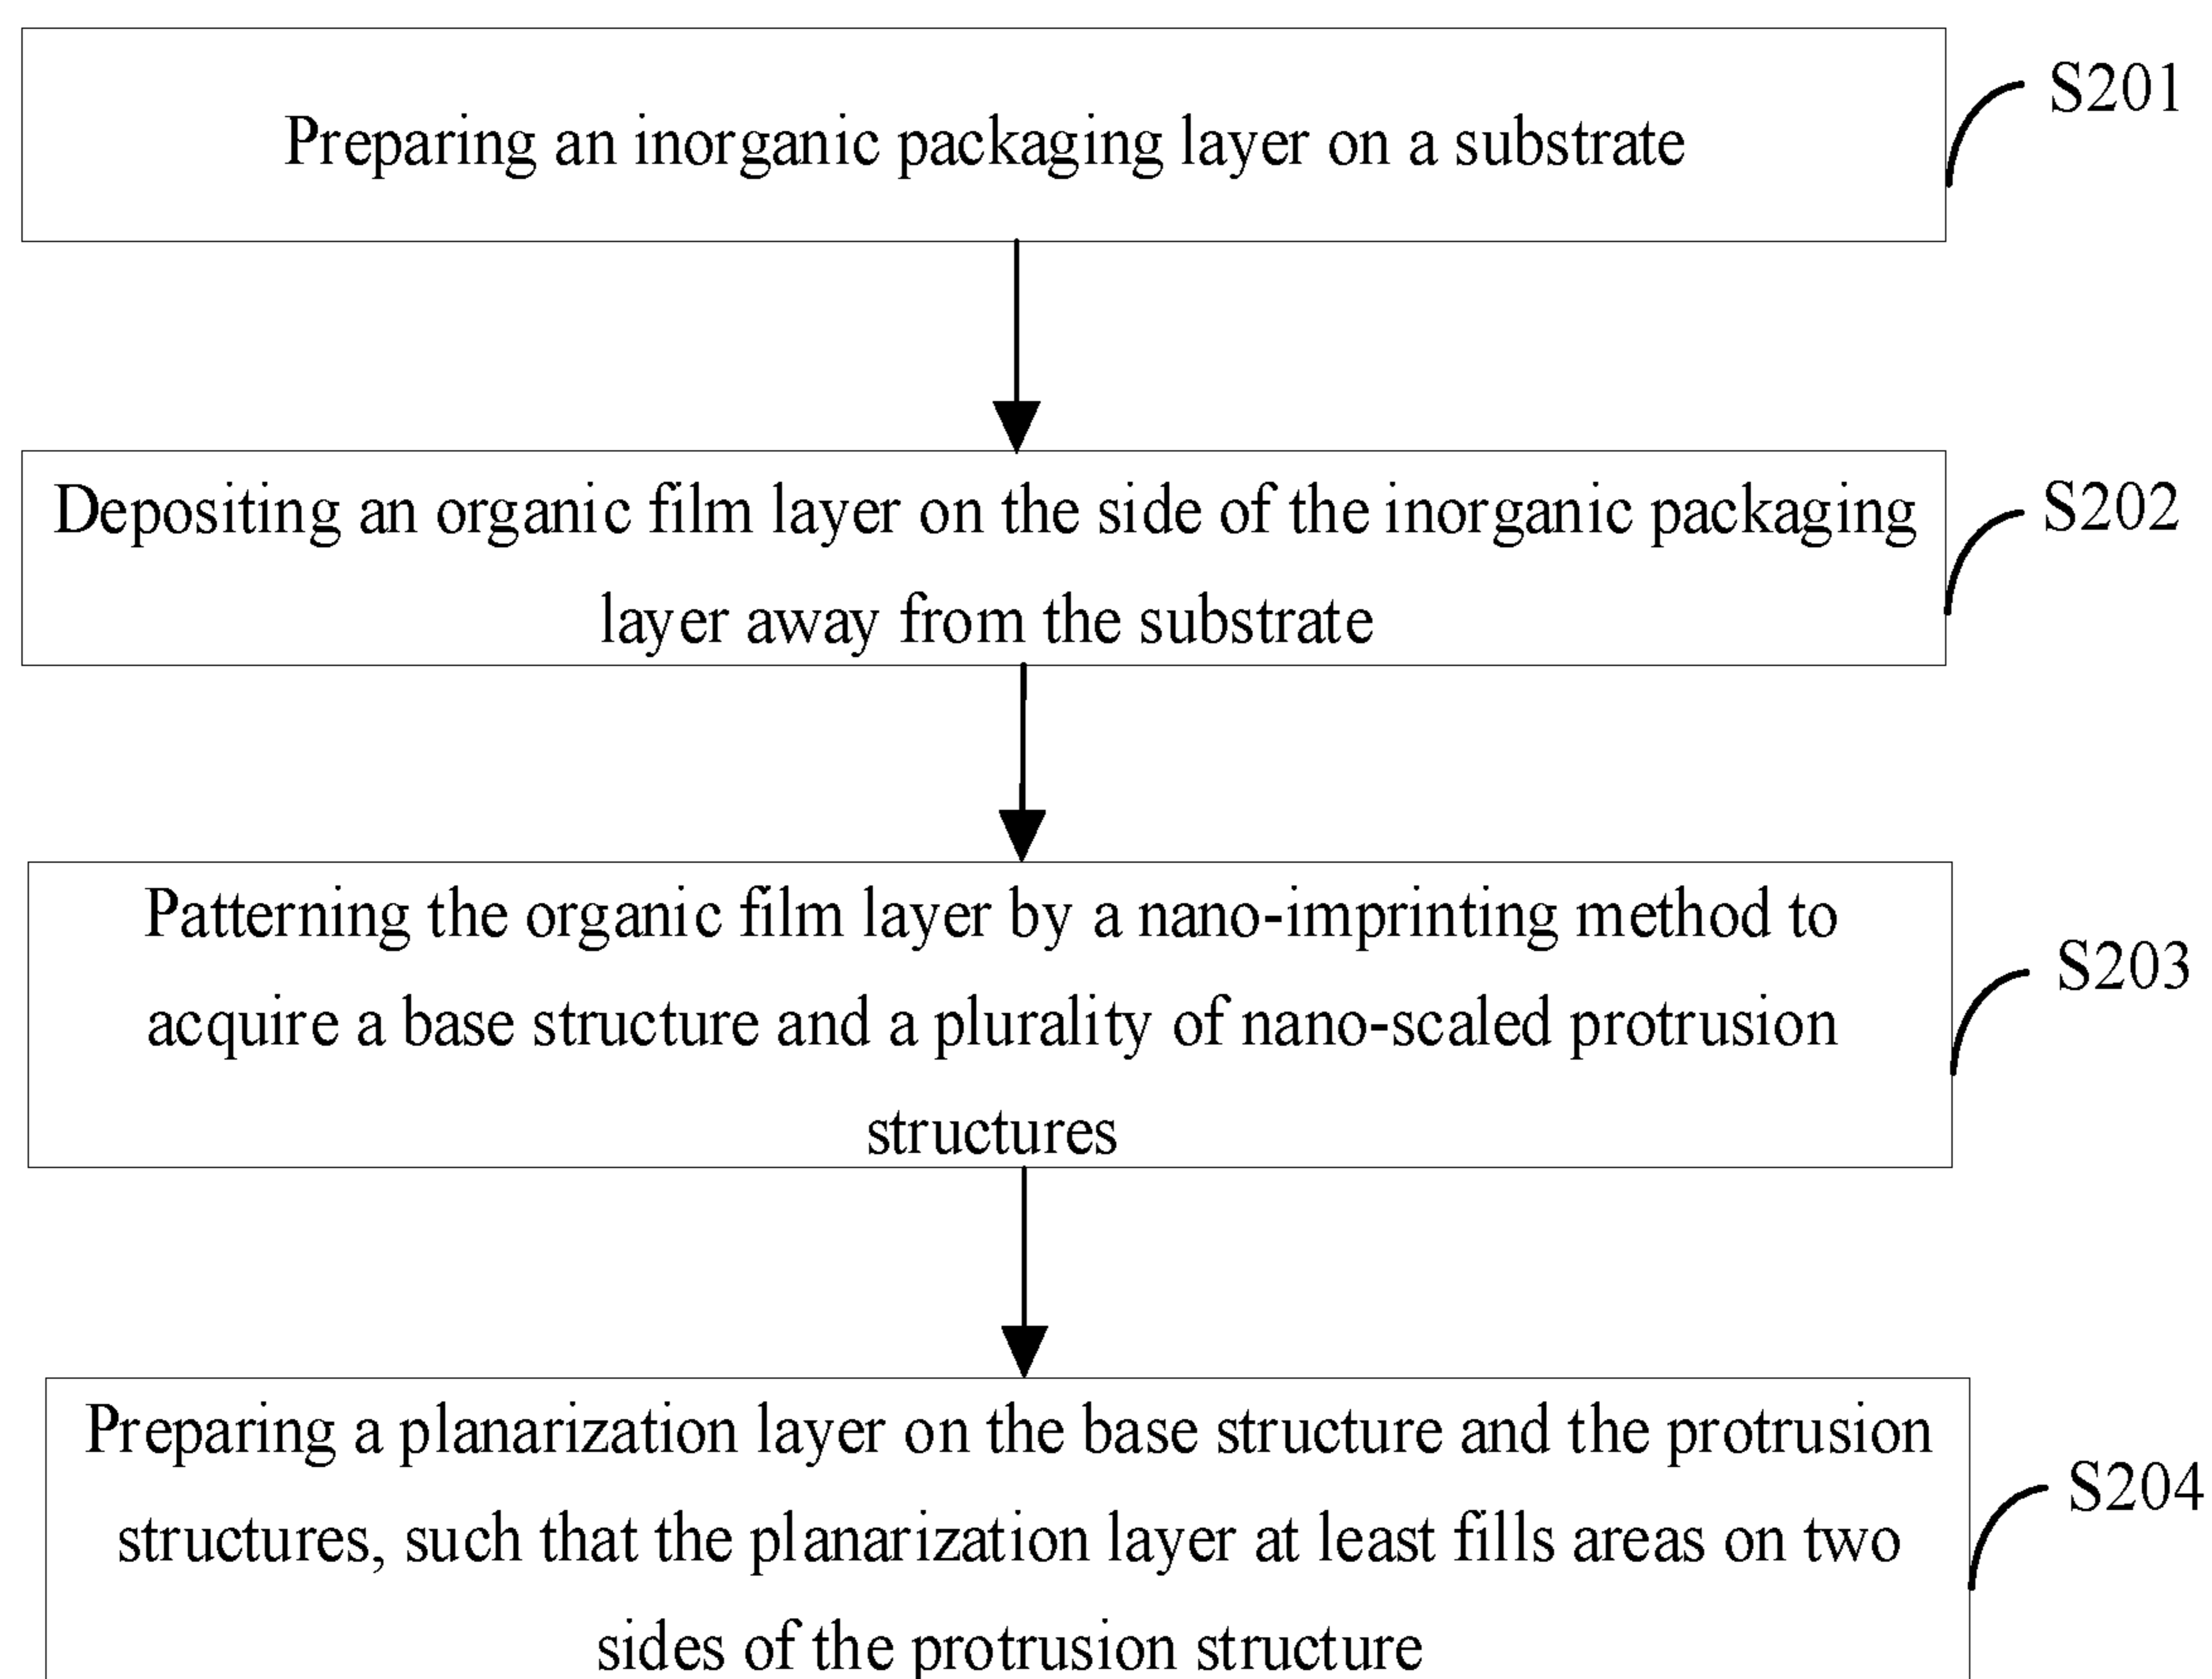 Preparing an inorganic packaging layer on a substrate
S201
Depositing an organic film layer on the side of the inorganic packaging
layer away from the substrate
S202
Patterning the organic film layer by a nano-imprinting method to
acquire a base structure and a plurality of nano-scaled protrusion
structures
S203
Preparing a planarization layer on the base structure and the protrusion
structures, such that the planarization layer at least fills areas on two
sides of the protrusion structure
S204